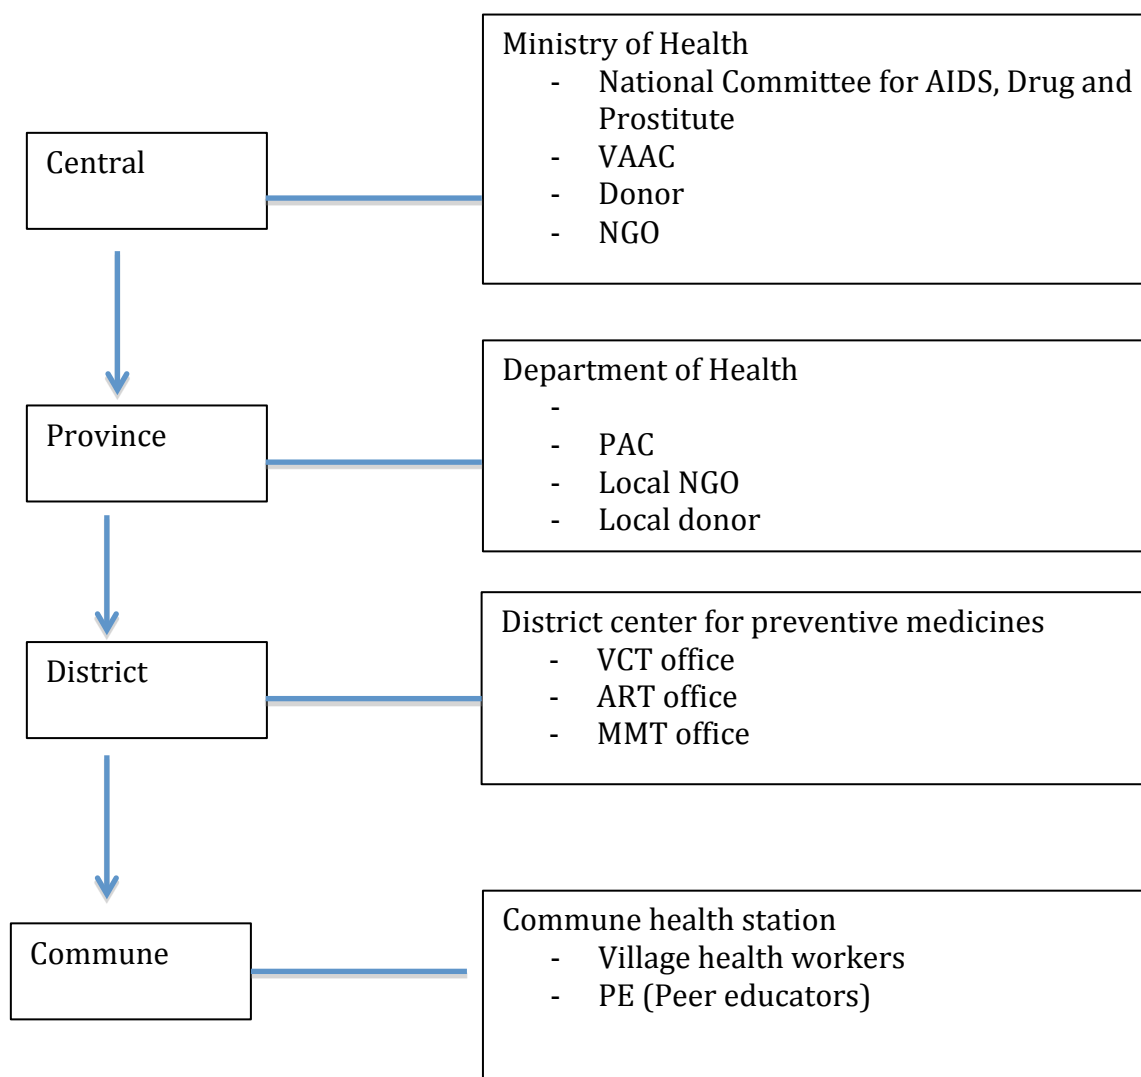 Central
Ministry of Health
- National Committee for AIDS, Drug and
Prostitute
- VAAC
- Donor
- NGO
Province
Department of Health
-
- PAC
- Local NGO
- Local donor
District
District center for preventive medicines
- VCT office
- ART office
- MMT office
Commune
Commune health station
- Village health workers
- PE (Peer educators)